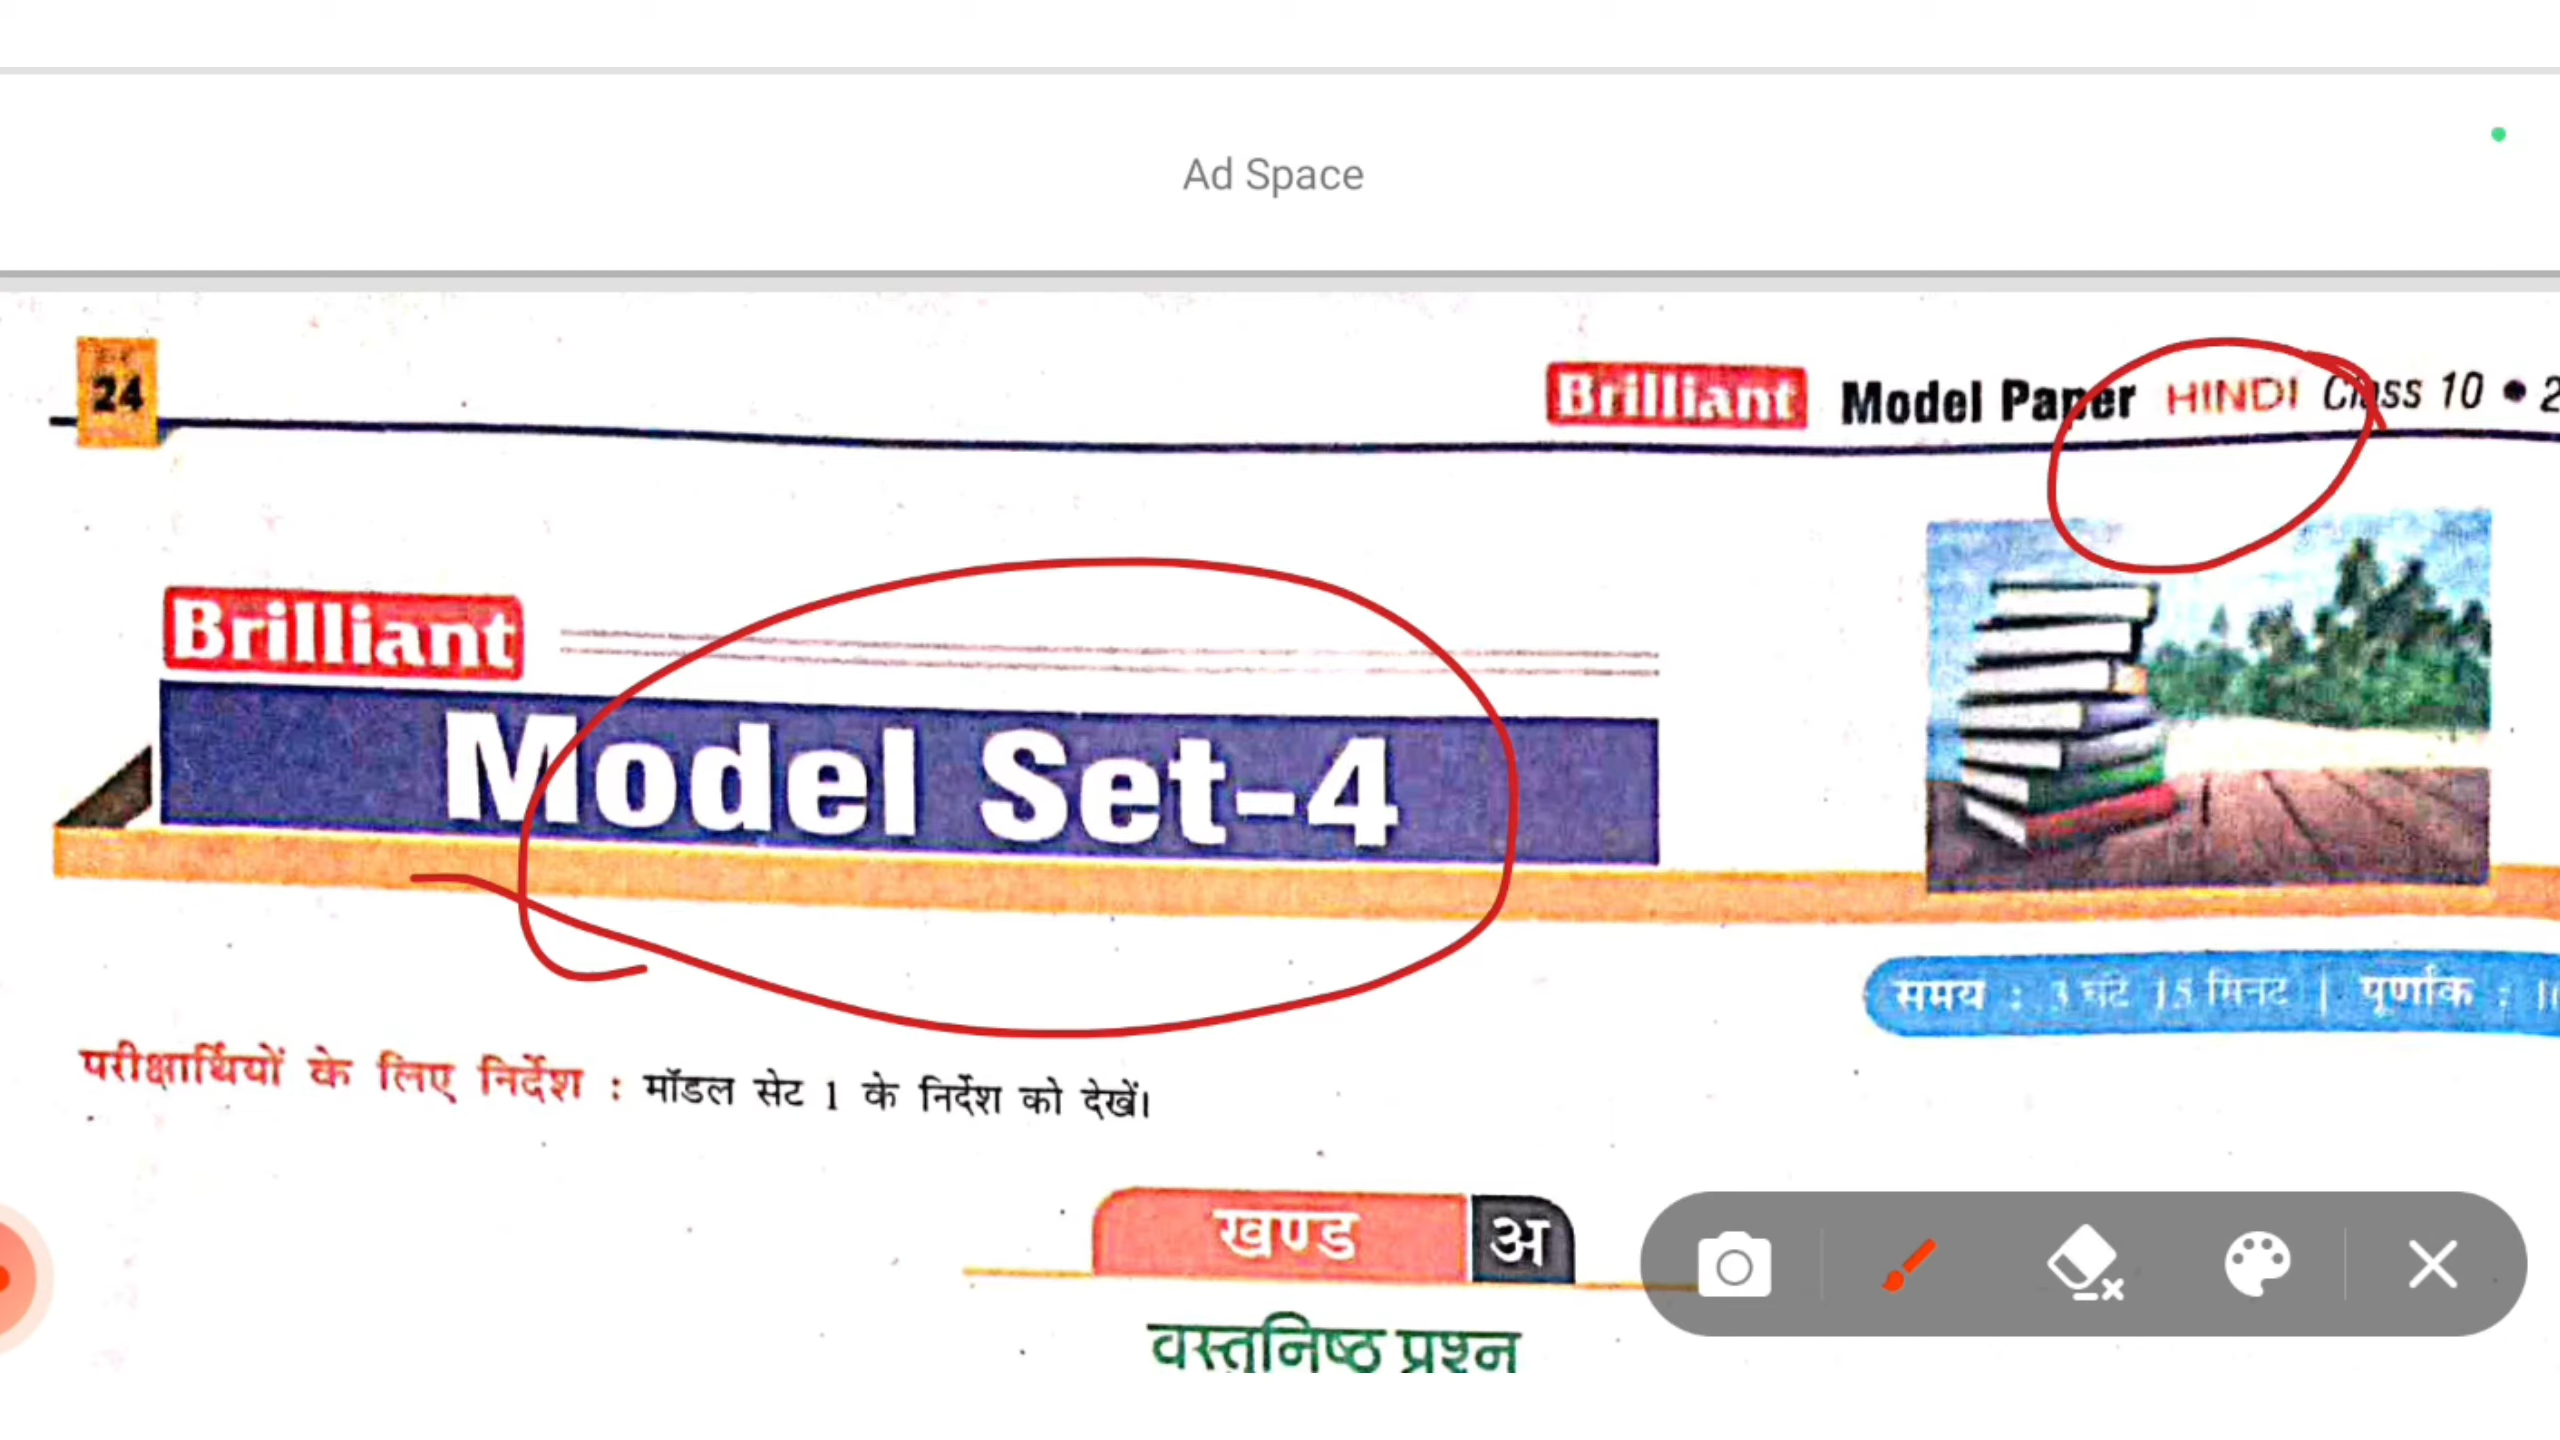 Ad Space
24
Brilliant Model Paper HINDI Class 10 • 2
Brilliant
Model Set-4
समय : 3 घंटे 15 मिनट | पूर्णांक :
परीक्षार्थियों के लिए निर्देश : मॉडल सेट 1 के निर्देश को देखें।
खण्ड अ
वस्तुनिष्ठ प्रश्न